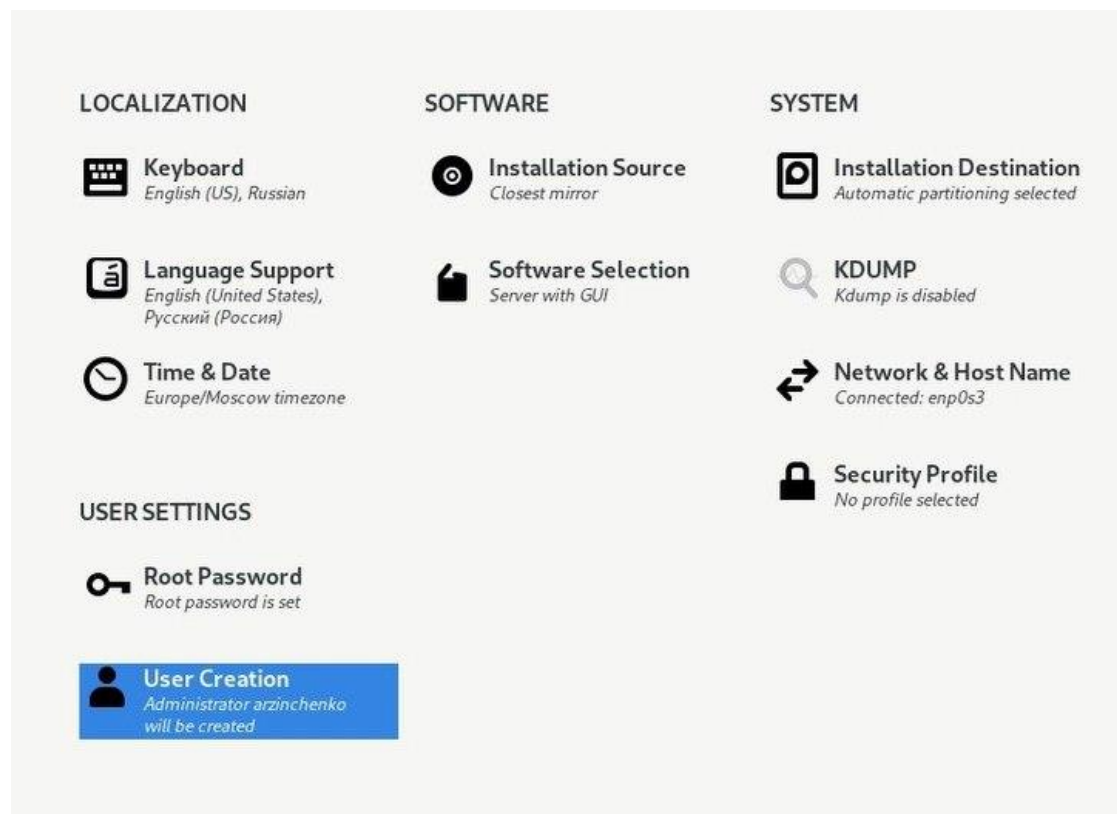 LOCALIZATION
Keyboard
English (US), Russian
Language Support
English (United States),
Русский (Россия)
Time & Date
Europe/Moscow timezone
USER SETTINGS
Root Password
Root password is set
User Creation
Administrator arzinchenko
will be created
SOFTWARE
Installation Source
Closest mirror
Software Selection
Server with GUI
SYSTEM
Installation Destination
Automatic partitioning selected
KDUMP
Kdump is disabled
Network & Host Name
Connected: enp0s3
Security Profile
No profile selected